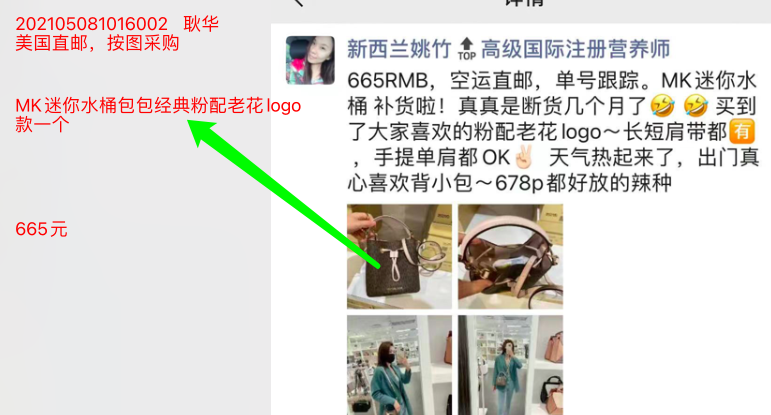 详情
202105081016002 耿华
美国直邮，按图采购
MK迷你水桶包包经典粉配老花logo
款一个
665元
新西兰姚竹🔝高级国际注册营养师
665RMB，空运直邮，单号跟踪。MK迷你水
桶 补货啦！真真是断货几个月了🤣 🤣 买到
了大家喜欢的粉配老花logo～长短肩带都🈶
，手提单肩都OK✌🏻 天气热起来了，出门真
心喜欢背小包～678p都好放的辣种